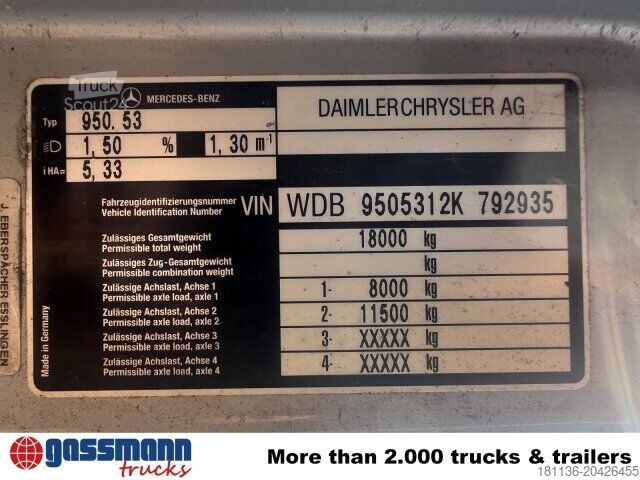 Truck
Scout24
MERCEDES-BENZ
DAIMLERCHRYSLER AG
Typ 950.53
1,50 % 1,30 m-1
i HA= 5,33
Fahrzeugidentifizierungsnummer
Vehicle Identification Number
VIN WDB 9505312K 792935
Zulässiges Gesamtgewicht
Permissible total weight
18000 kg
Zulässiges Zug-Gesamtgewicht
Permissible combination weight
kg
Zulässige Achslast, Achse 1
Permissible axle load, axle 1
1- 8000 kg
Zulässige Achslast, Achse 2
Permissible axle load, axle 2
2- 11500 kg
Zulässige Achslast, Achse 3
Permissible axle load, axle 3
3- XXXXX kg
Zulässige Achslast, Achse 4
Permissible axle load, axle 4
4- XXXXX kg
Made in Germany
J. EBERSPÄCHER ESSLINGEN
gassmann
trucks
More than 2.000 trucks & trailers
181136-20426455